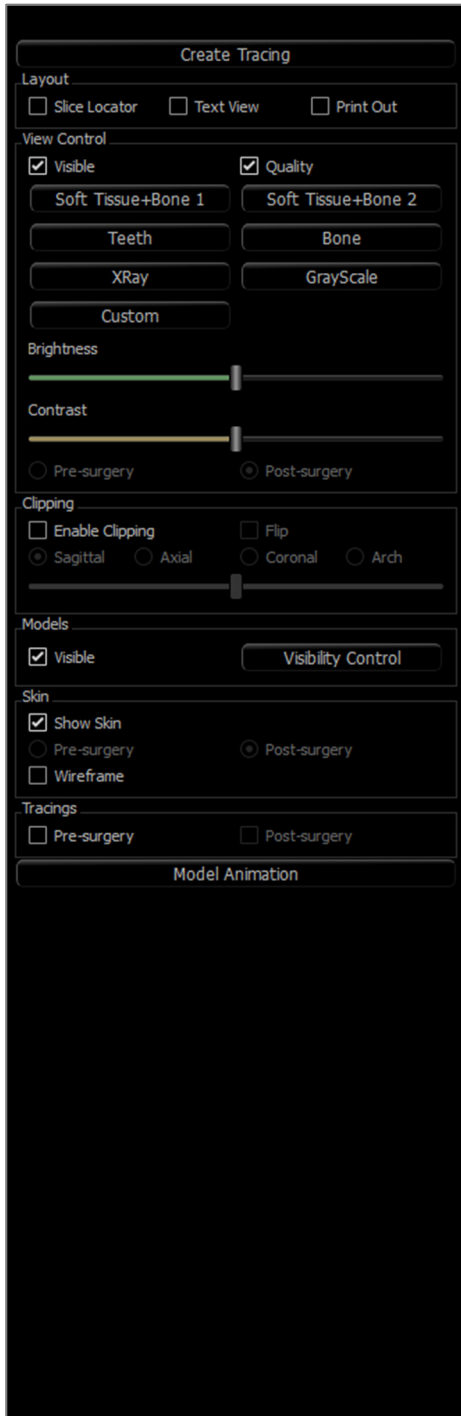 Create Tracing
Layout
Slice Locator Text View Print Out
View Control
Visible Quality
Soft Tissue+Bone 1 Soft Tissue+Bone 2
Teeth Bone
XRay GrayScale
Custom
Brightness
Contrast
Pre-surgery Post-surgery
Clipping
Enable Clipping Flip
Sagittal Axial Coronal Arch
Models
Visible Visibility Control
Skin
Show Skin
Pre-surgery Post-surgery
Wireframe
Tracings
Pre-surgery Post-surgery
Model Animation